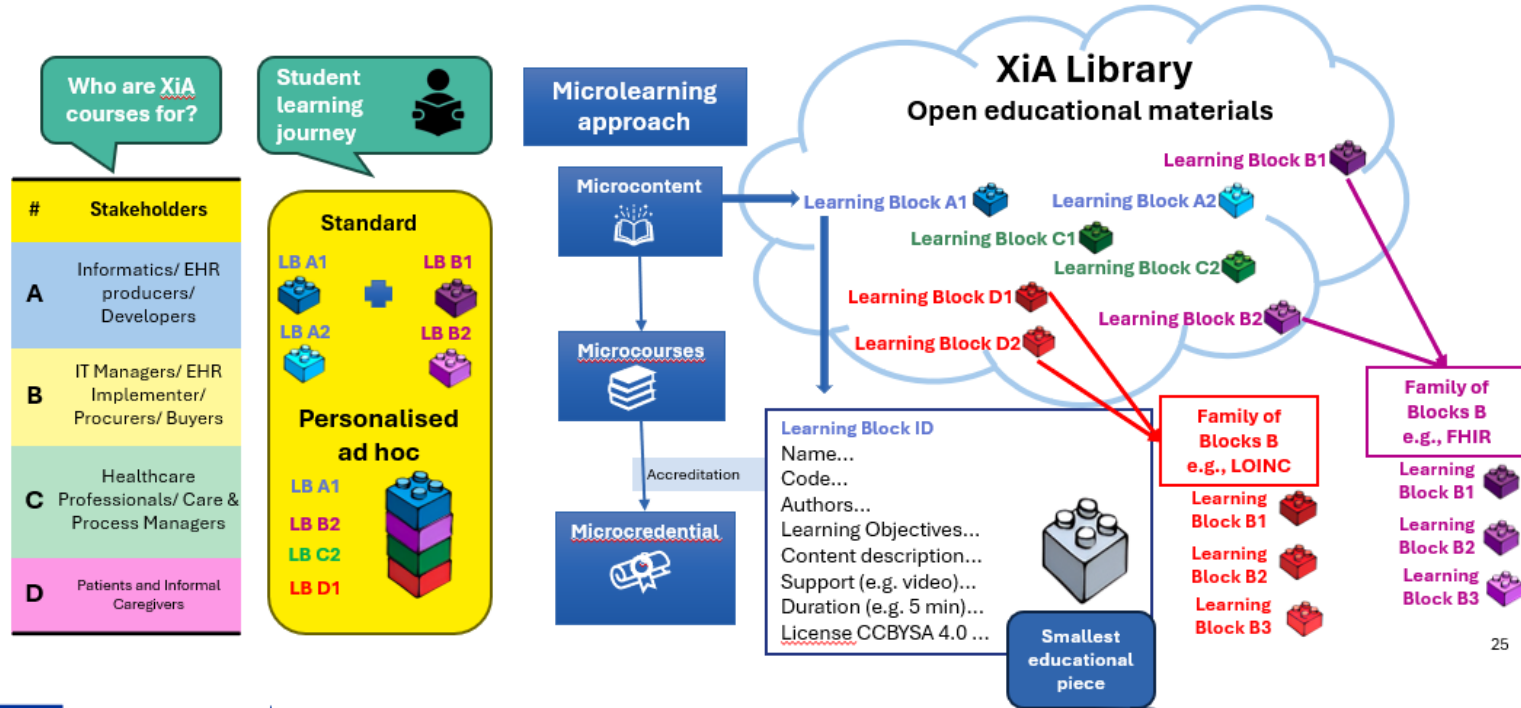 Who are XiA
courses for?
#
Stakeholders
A
Informatics/ EHR
producers/
Developers
B
IT Managers/ EHR
Implementer/
Procurers/ Buyers
C
Healthcare
Professionals/ Care &
Process Managers
D
Patients and Informal
Caregivers
Student
learning
journey
Standard
LB A1
LB B1
LB A2
LB B2
Personalised
ad hoc
LB A1
LB B2
LB C2
LB D1
Microlearning
approach
Microcontent
Microcourses
Accreditation
Microcredential
XiA Library
Open educational materials
Learning Block B1
Learning Block A1
Learning Block A2
Learning Block C1
Learning Block C2
Learning Block D1
Learning Block B2
Learning Block D2
Learning Block ID
Name...
Code...
Authors...
Learning Objectives...
Content description...
Support (e.g. video)...
Duration (e.g. 5 min)...
License CCBYSA 4.0 ...
Smallest
educational
piece
Family of
Blocks B
e.g., LOINC
Learning
Block B1
Learning
Block B2
Learning
Block B3
Family of
Blocks B
e.g., FHIR
Learning
Block B1
Learning
Block B2
Learning
Block B3
25